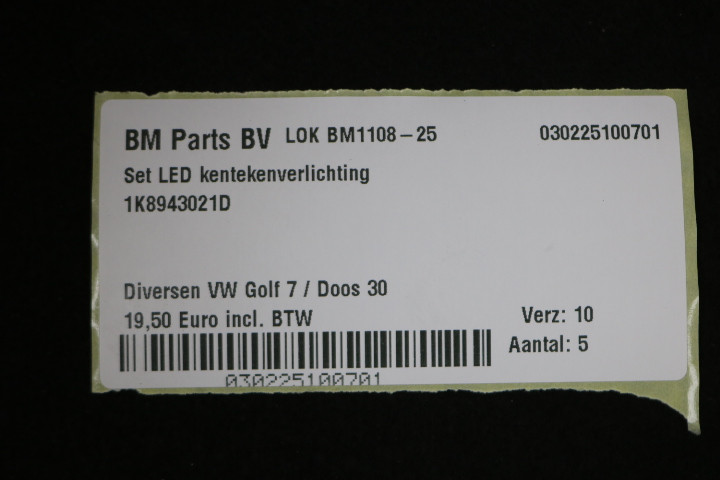 BM Parts BV LOK BM1108-25 030225100701
Set LED kentekenverlichting
1K8943021D
Diversen VW Golf 7 / Doos 30
19,50 Euro incl. BTW Verz: 10
Aantal: 5
030225100701